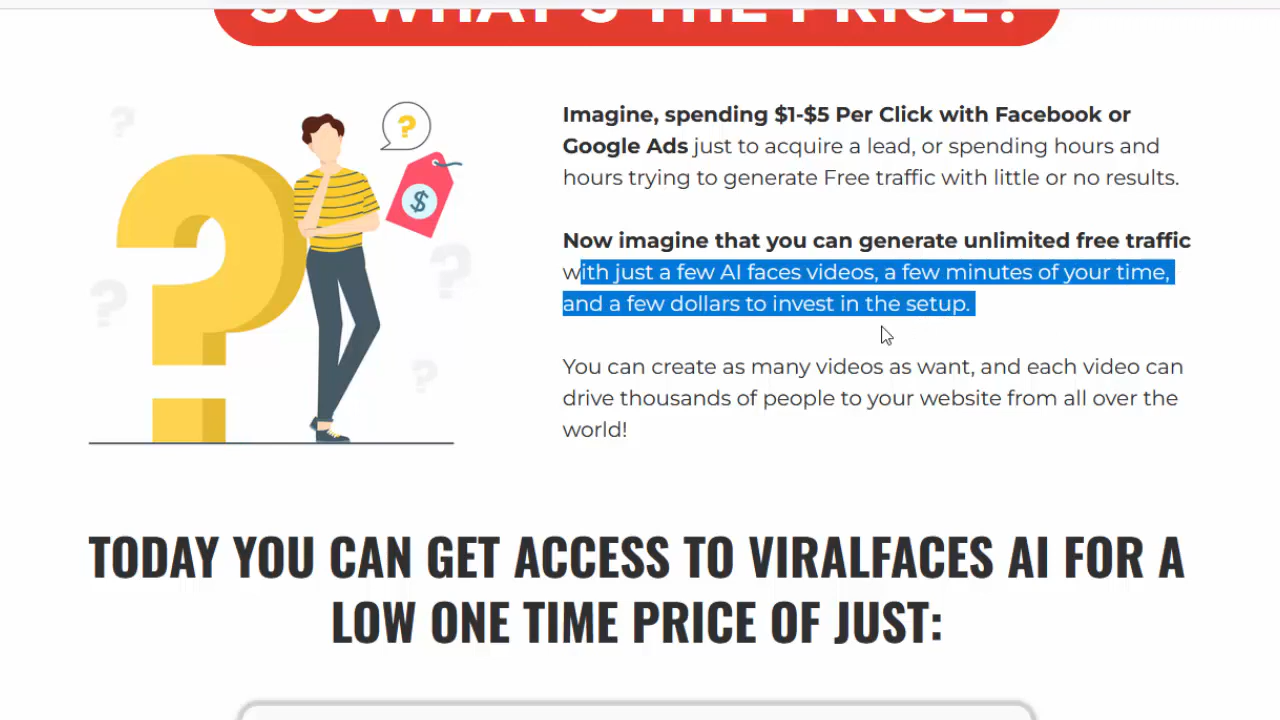 SO WHAT'S THE PRICE?
Imagine, spending $1-$5 Per Click with Facebook or
Google Ads just to acquire a lead, or spending hours and
hours trying to generate Free traffic with little or no results.
Now imagine that you can generate unlimited free traffic
with just a few AI faces videos, a few minutes of your time,
and a few dollars to invest in the setup.
You can create as many videos as want, and each video can
drive thousands of people to your website from all over the
world!
TODAY YOU CAN GET ACCESS TO VIRALFACES AI FOR A
LOW ONE TIME PRICE OF JUST: